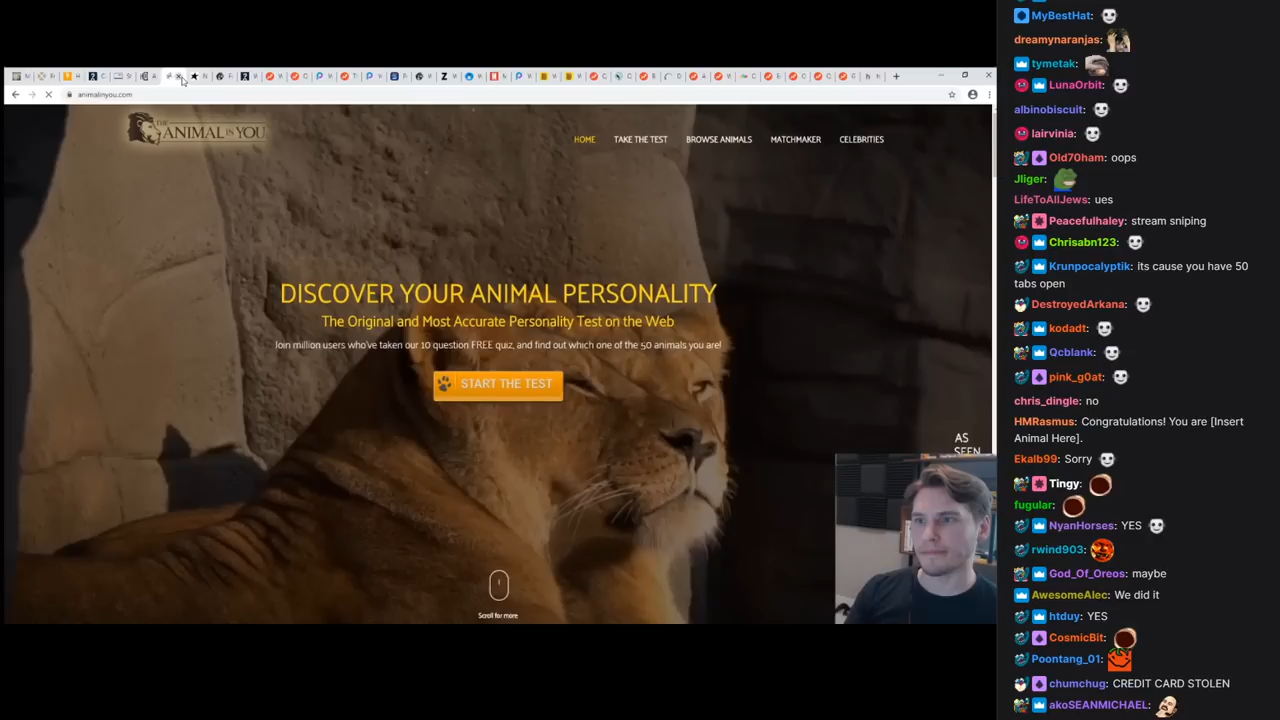 animalinyou.com
THE ANIMAL IN YOU
HOME TAKE THE TEST BROWSE ANIMALS MATCHMAKER CELEBRITIES
DISCOVER YOUR ANIMAL PERSONALITY
The Original and Most Accurate Personality Test on the Web
Join million users who've taken our 10 question FREE quiz, and find out which one of the 50 animals you are!
START THE TEST
AS
SEEN
Scroll for more
MyBestHat:
dreamynaranjas:
tymetak:
LunaOrbit:
albinobiscuit:
lairvinia:
Old70ham: oops
Jliger:
LifeToAllJews: ues
Peacefulhaley: stream sniping
Chrisabn123:
Krunpocalyptik: its cause you have 50
tabs open
DestroyedArkana:
kodadt:
Qcblank:
pink_g0at:
chris_dingle: no
HMRasmus: Congratulations! You are [Insert
Animal Here].
Ekalb99: Sorry
Tingy:
fugular:
NyanHorses: YES
rwind903:
God_Of_Oreos: maybe
AwesomeAlec: We did it
htduy: YES
CosmicBit:
Poontang_01:
chumchug: CREDIT CARD STOLEN
akoSEANMICHAEL: